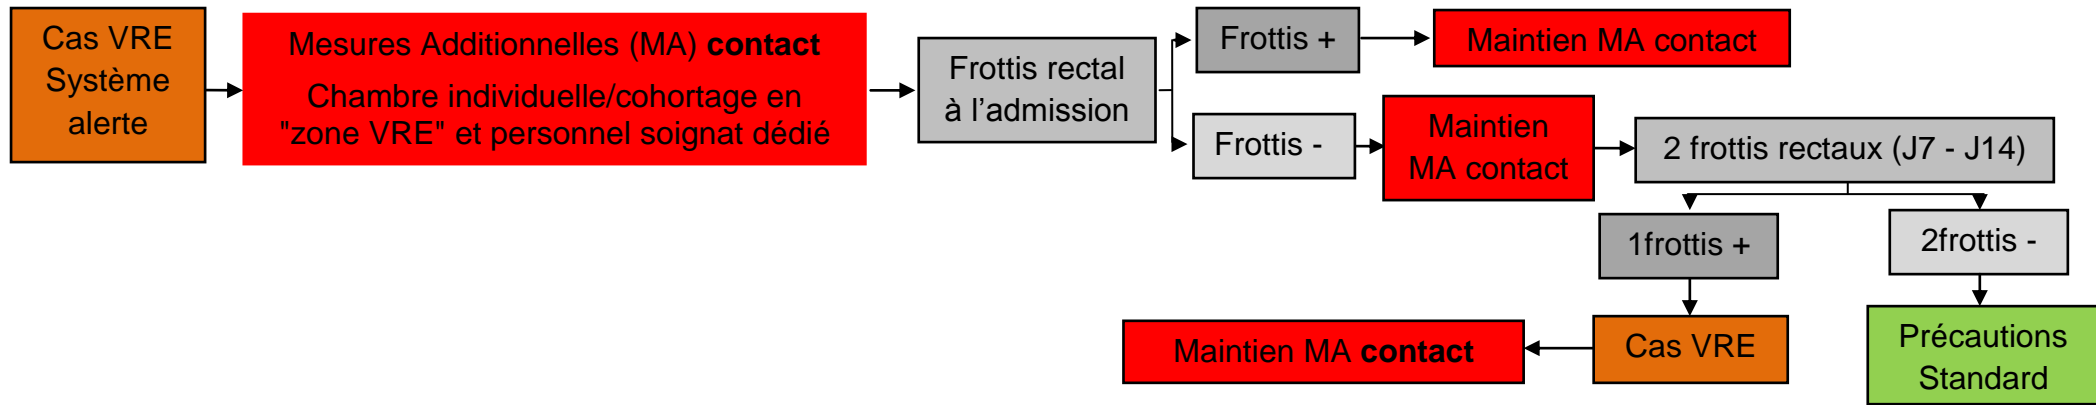 Cas VRE
Système
alerte
Mesures Additionnelles (MA) contact
Chambre individuelle/cohortage en
"zone VRE" et personnel soignat dédié
Frottis rectal
à l'admission
Frottis +
Maintien MA contact
Frottis -
Maintien
MA contact
2 frottis rectaux (J7 - J14)
1frottis +
2frottis -
Maintien MA contact
Cas VRE
Précautions
Standard